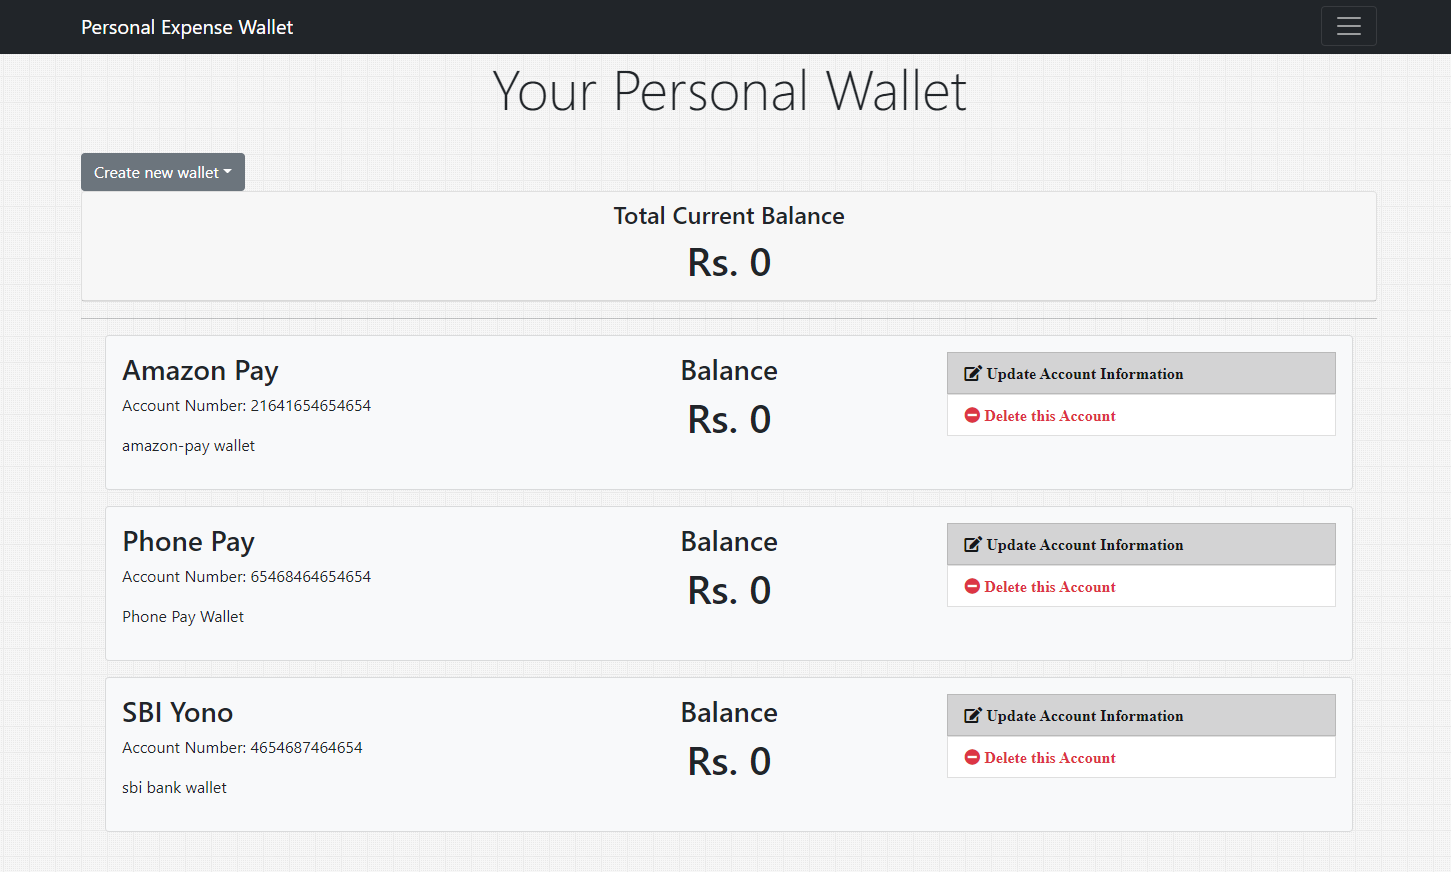 Personal Expense Wallet
Your Personal Wallet
Create new wallet
Total Current Balance
Rs. 0
Amazon Pay
Account Number: 21641654654654
amazon-pay wallet
Balance
Rs. 0
Update Account Information
Delete this Account
Phone Pay
Account Number: 65468464654654
Phone Pay Wallet
Balance
Rs. 0
Update Account Information
Delete this Account
SBI Yono
Account Number: 4654687464654
sbi bank wallet
Balance
Rs. 0
Update Account Information
Delete this Account